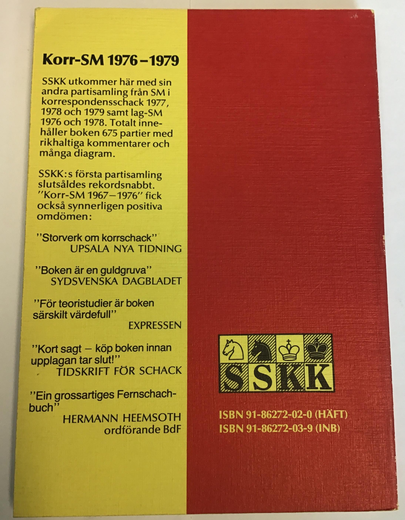 Korr-SM 1976–1979
SSKK utkommer här med sin
andra partisamling från SM i
korrespondensschack 1977,
1978 och 1979 samt lag-SM
1976 och 1978. Totalt inne-
håller boken 675 partier med
rikhaltiga kommentarer och
många diagram.
SSKK:s första partisamling
slutsåldes rekordsnabbt.
"Korr-SM 1967–1976" fick
också synnerligen positiva
omdömen:
"Storverk om korrschack"
UPSALA NYA TIDNING
"Boken är en guldgruva"
SYDSVENSKA DAGBLADET
"För teoristudier är boken
särskilt värdefull"
EXPRESSEN
"Kort sagt – köp boken innan
upplagan tar slut!"
TIDSKRIFT FÖR SCHACK
"Ein grossartiges Fernschach-
buch"
HERMANN HEEMSOTH
ordförande BdF
SSKK
ISBN 91-86272-02-0 (HÄFT)
ISBN 91-86272-03-9 (INB)